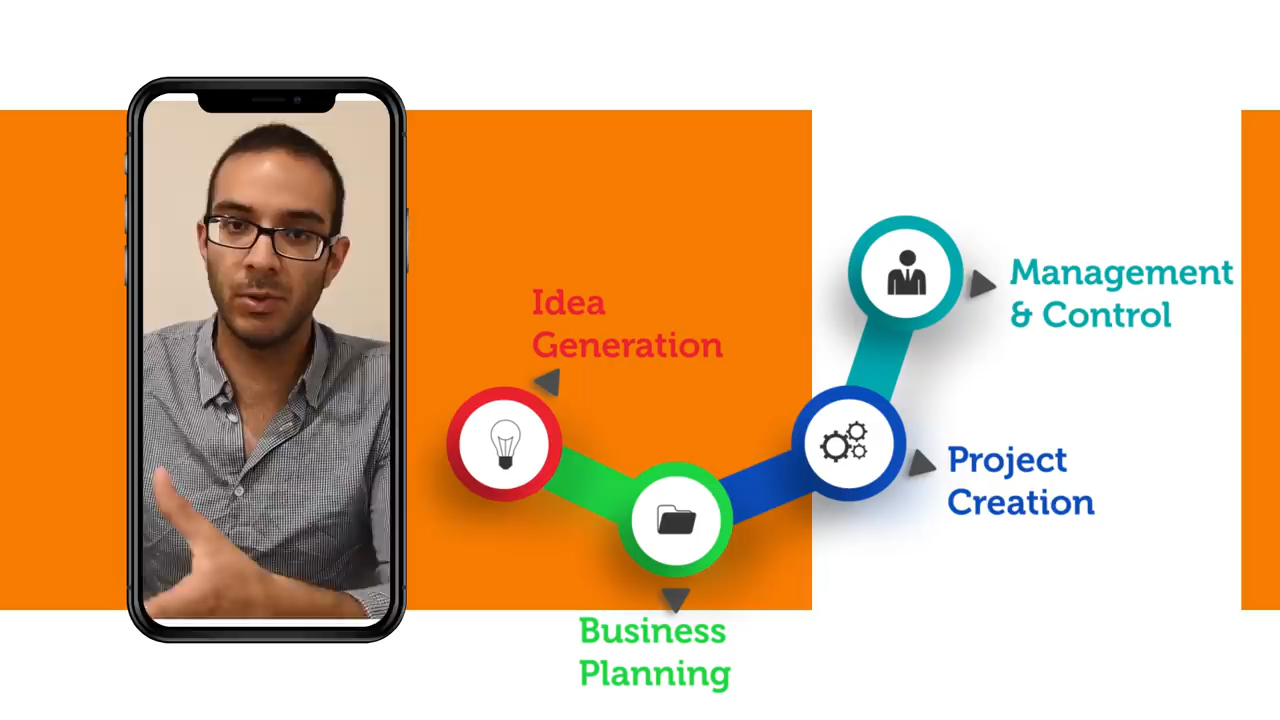 Idea
Generation
Business
Planning
Project
Creation
Management
& Control